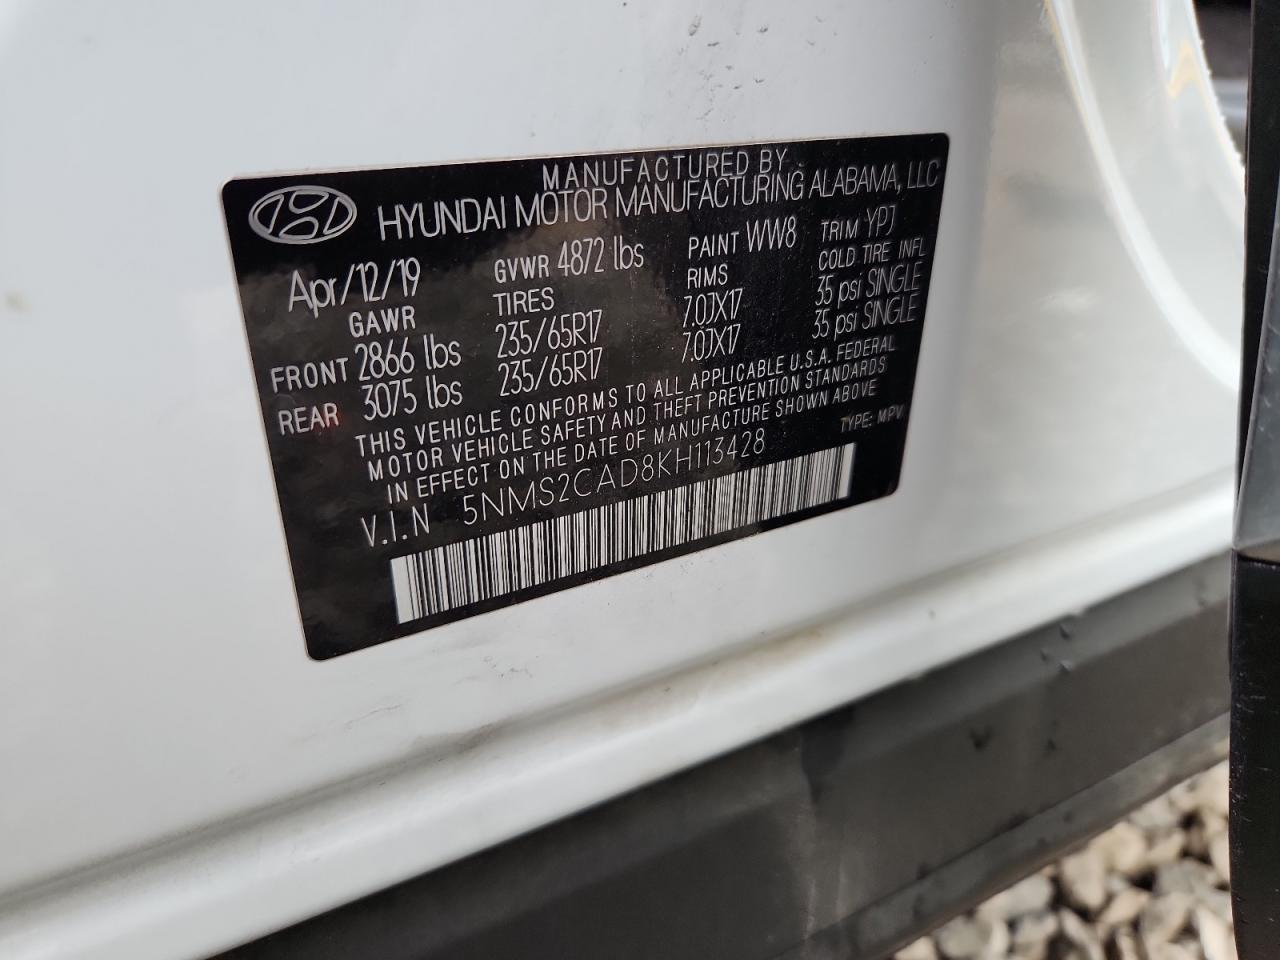 MANUFACTURED BY
HYUNDAI MOTOR MANUFACTURING ALABAMA, LLC
Apr/12/19 GVWR 4872 lbs PAINT WW8 TRIM YPJ
GAWR TIRES RIMS COLD TIRE INFL
FRONT 2866 lbs 235/65R17 7.0JX17 35 psi SINGLE
REAR 3075 lbs 235/65R17 7.0JX17 35 psi SINGLE
THIS VEHICLE CONFORMS TO ALL APPLICABLE U.S.A. FEDERAL
MOTOR VEHICLE SAFETY AND THEFT PREVENTION STANDARDS
IN EFFECT ON THE DATE OF MANUFACTURE SHOWN ABOVE
V.I.N 5NMS2CAD8KH113428 TYPE: MPV